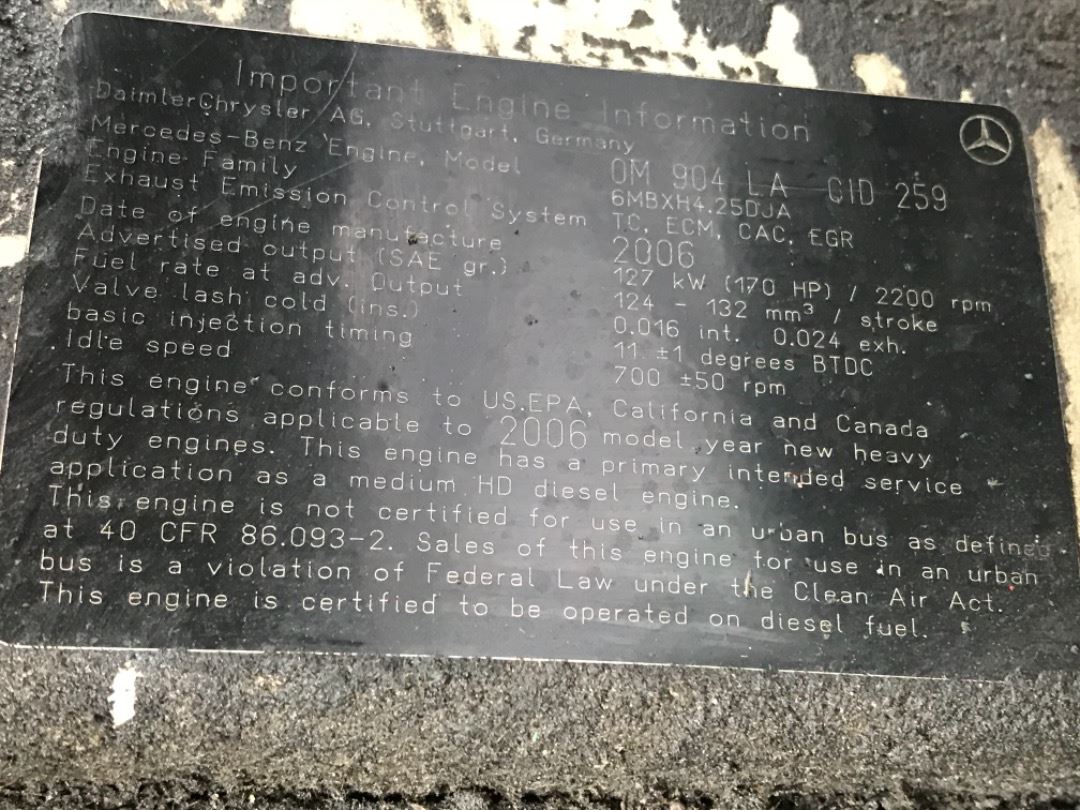 Important Engine Information
DaimlerChrysler AG, Stuttgart, Germany
Mercedes-Benz Engine, Model OM 904 LA CID 259
Engine Family 6MBXH4.25DJA
Exhaust Emission Control System TC, ECM, CAC, EGR
Date of engine manufacture 2006
Advertised output (SAE gr.) 127 kW (170 HP) / 2200 rpm
Fuel rate at adv. Output 124 - 132 mm³ / stroke
Valve lash cold (ins.) 0.016 int. 0.024 exh.
basic injection timing 11 ±1 degrees BTDC
Idle speed 700 ±50 rpm
This engine conforms to US.EPA, California and Canada
regulations applicable to 2006 model year new heavy
duty engines. This engine has a primary intended service
application as a medium HD diesel engine.
This engine is not certified for use in an urban bus as defined
at 40 CFR 86.093-2. Sales of this engine for use in an urban
bus is a violation of Federal Law under the Clean Air Act.
This engine is certified to be operated on diesel fuel.